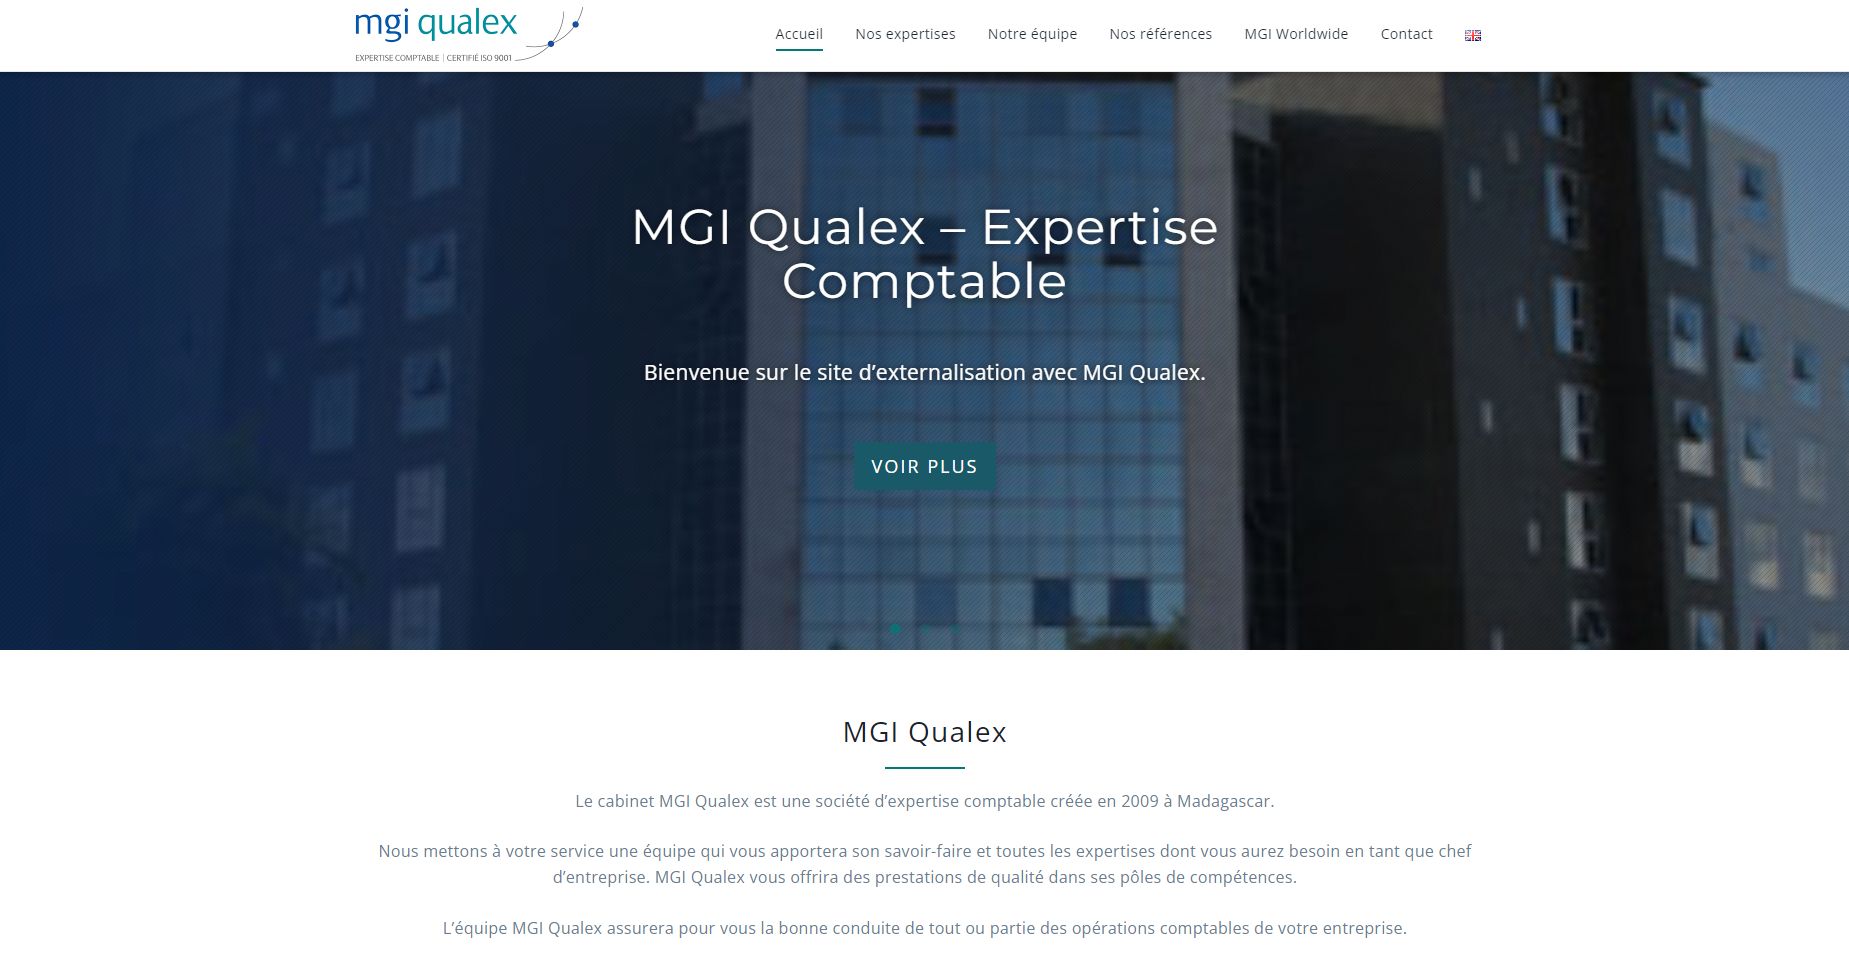 mgi qualex
EXPERTISE COMPTABLE | CERTIFIÉ ISO 9001
Accueil
Nos expertises
Notre équipe
Nos références
MGI Worldwide
Contact
MGI Qualex – Expertise
Comptable
Bienvenue sur le site d’externalisation avec MGI Qualex.
VOIR PLUS
MGI Qualex
Le cabinet MGI Qualex est une société d’expertise comptable créée en 2009 à Madagascar.
Nous mettons à votre service une équipe qui vous apportera son savoir-faire et toutes les expertises dont vous aurez besoin en tant que chef
d’entreprise. MGI Qualex vous offrira des prestations de qualité dans ses pôles de compétences.
L’équipe MGI Qualex assurera pour vous la bonne conduite de tout ou partie des opérations comptables de votre entreprise.